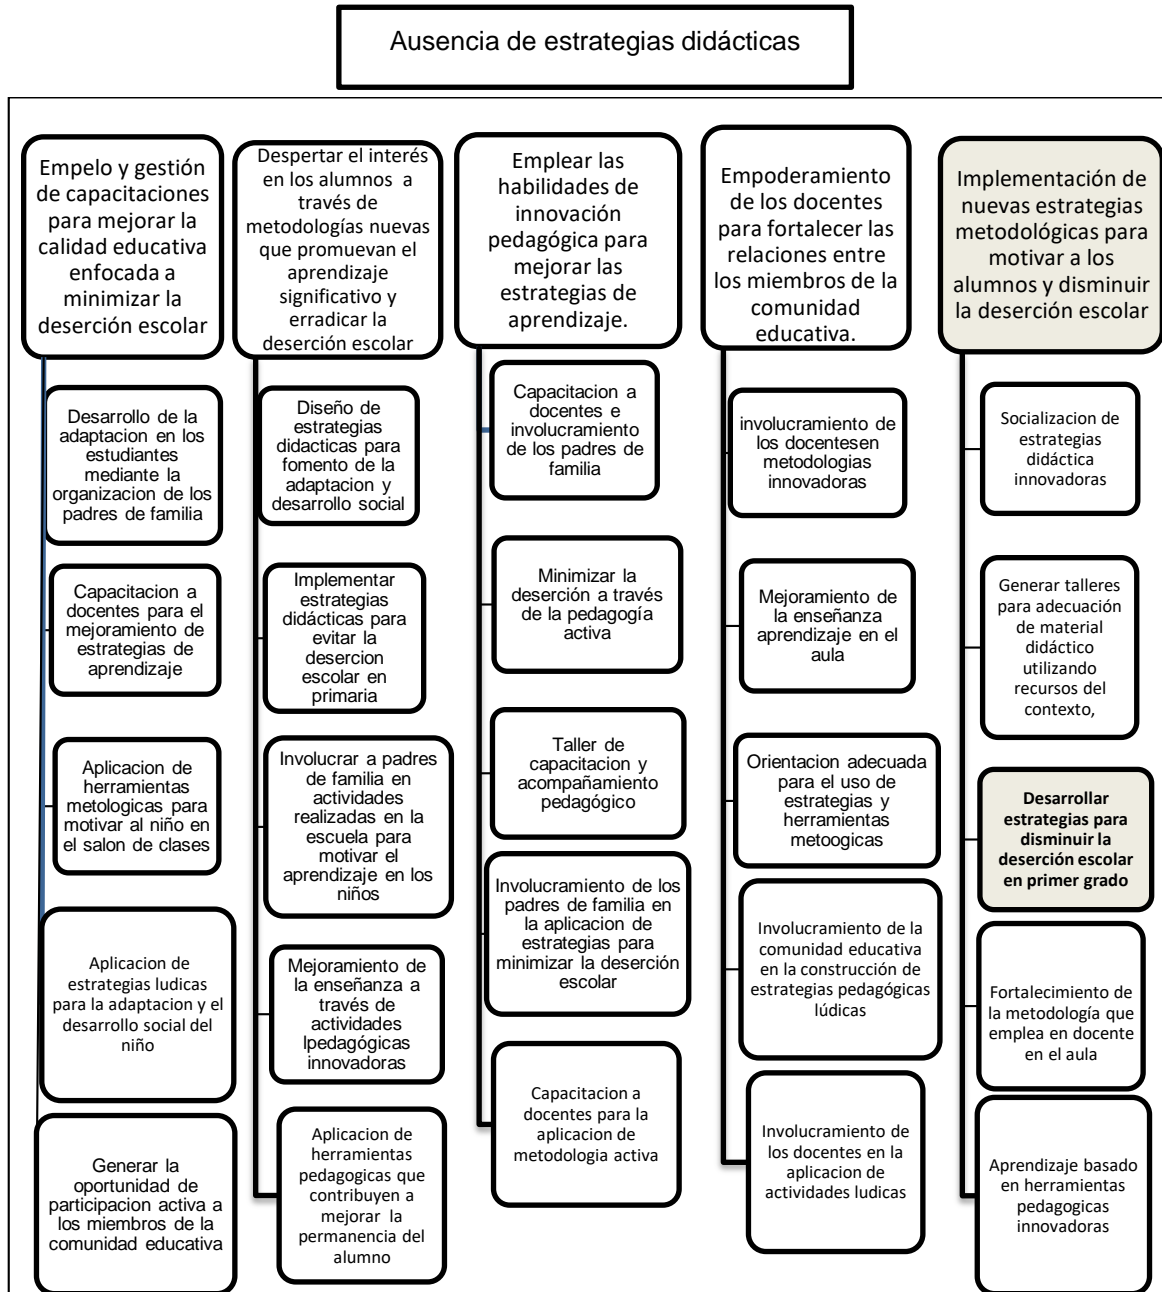 Ausencia de estrategias didácticas
Empelo y gestión
de capacitaciones
para mejorar la
calidad educativa
enfocada a
minimizar la
deserción escolar
Desarrollo de la
adaptacion en los
estudiantes
mediante la
organizacion de los
padres de familia
Capacitacion a
docentes para el
mejoramiento de
estrategias de
aprendizaje
Aplicacion de
herramientas
metologicas para
motivar al niño en
el salon de clases
Aplicacion de
estrategias ludicas
para la adaptacion y el
desarrollo social del
niño
Generar la
oportunidad de
participacion activa a
los miembros de la
comunidad educativa
Despertar el interés
en los alumnos a
través de
metodologías nuevas
que promuevan el
aprendizaje
significativo y
erradicar la
deserción escolar
Diseño de
estrategias
didacticas para
fomento de la
adaptacion y
desarrollo social
Implementar
estrategias
didácticas para
evitar la
desercion
escolar en
primaria
Involucrar a padres
de familia en
actividades
realizadas en la
escuela para
motivar el
aprendizaje en los
niños
Mejoramiento de
la enseñanza a
través de
actividades
lpedagógicas
innovadoras
Aplicacion de
herramientas
pedagogicas que
contribuyen a
mejorar la
permanencia del
alumno
Emplear las
habilidades de
innovación
pedagógica para
mejorar las
estrategias de
aprendizaje.
Capacitacion a
docentes e
involucramiento
de los padres de
familia
Minimizar la
deserción a través
de la pedagogía
activa
Taller de
capacitacion y
acompañamiento
pedagógico
Involucramiento de los
padres de familia en
la aplicacion de
estrategias para
minimizar la deserción
escolar
Capacitacion a
docentes para la
aplicacion de
metodologia activa
Empoderamiento
de los docentes
para fortalecer las
relaciones entre
los miembros de la
comunidad
educativa.
involucramiento de
los docentesen
metodologias
innovadoras
Mejoramiento de
la enseñanza
aprendizaje en el
aula
Orientacion adecuada
para el uso de
estrategias y
herramientas
metoogicas
Involucramiento de la
comunidad educativa
en la construcción de
estrategias pedagógicas
lúdicas
Involucramiento de
los docentes en la
aplicacion de
actividades ludicas
Implementación de
nuevas estrategias
metodológicas para
motivar a los
alumnos y disminuir
la deserción escolar
Socializacion de
estrategias
didáctica
innovadoras
Generar talleres
para adecuación
de material
didáctico
utilizando
recursos del
contexto,
Desarrollar
estrategias para
disminuir la
deserción escolar
en primer grado
Fortalecimiento de
la metodología que
emplea en docente
en el aula
Aprendizaje basado
en herramientas
pedagogicas
innovadoras